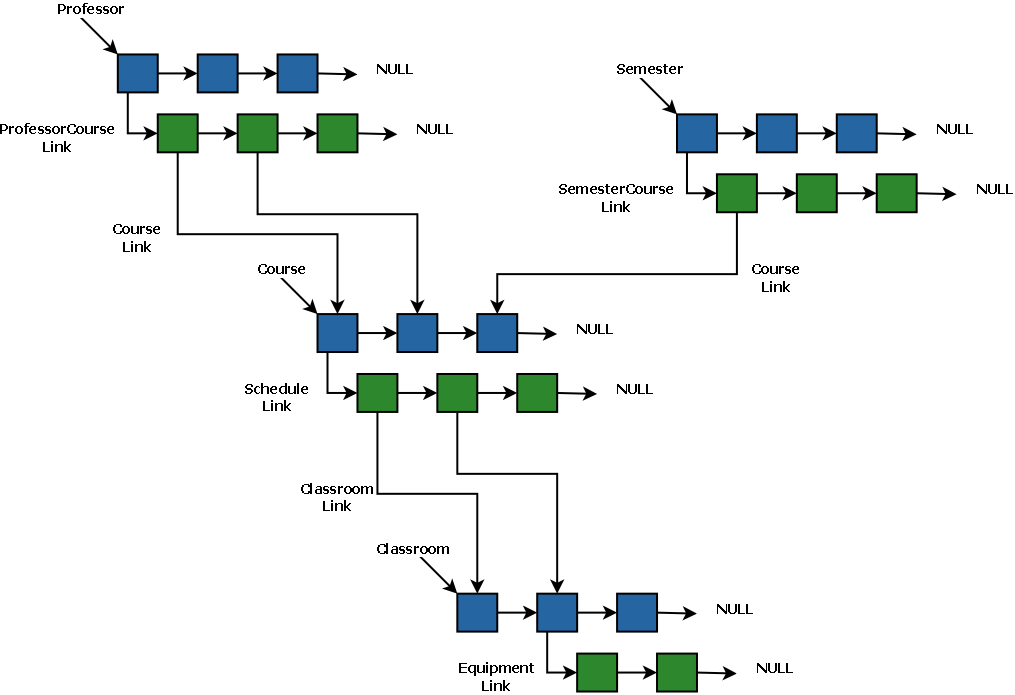 Professor
NULL
Semester
ProfessorCourse
Link
NULL
NULL
SemesterCourse
Link
NULL
Course
Link
Course
Course
Link
NULL
Schedule
Link
NULL
Classroom
Link
Classroom
NULL
Equipment
Link
NULL